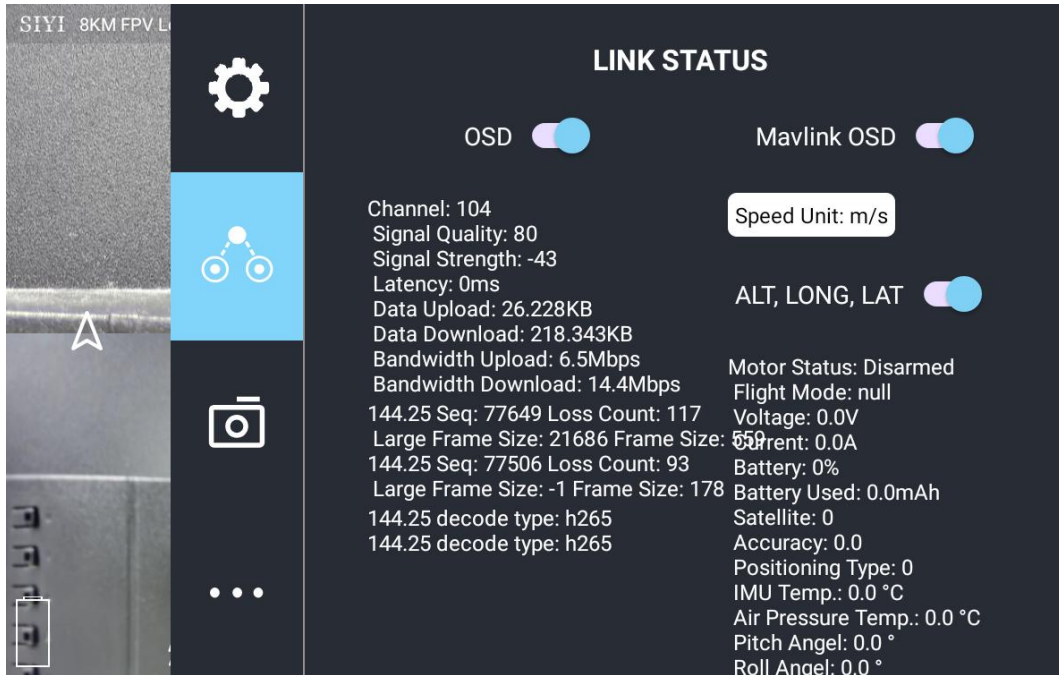 SIYI 8KM FPV L
LINK STATUS
OSD
Mavlink OSD
Channel: 104
Signal Quality: 80
Signal Strength: -43
Latency: 0ms
Data Upload: 26.228KB
Data Download: 218.343KB
Bandwidth Upload: 6.5Mbps
Bandwidth Download: 14.4Mbps
144.25 Seq: 77649 Loss Count: 117
Large Frame Size: 21686 Frame Size: 559
144.25 Seq: 77506 Loss Count: 93
Large Frame Size: -1 Frame Size: 178
144.25 decode type: h265
144.25 decode type: h265
Speed Unit: m/s
ALT, LONG, LAT
Motor Status: Disarmed
Flight Mode: null
Voltage: 0.0V
Current: 0.0A
Battery: 0%
Battery Used: 0.0mAh
Satellite: 0
Accuracy: 0.0
Positioning Type: 0
IMU Temp.: 0.0 °C
Air Pressure Temp.: 0.0 °C
Pitch Angel: 0.0 °
Roll Angel: 0.0 °